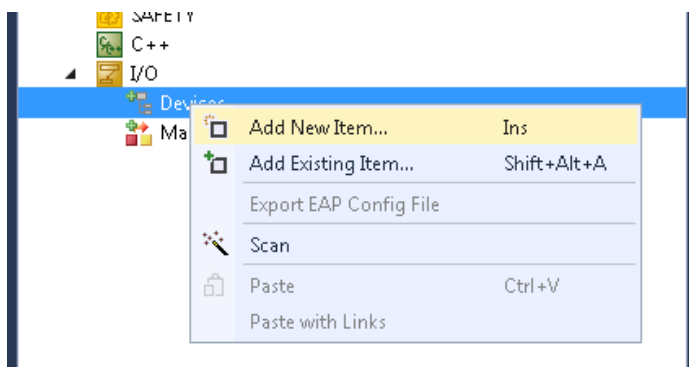 SAFETY
C++
I/O
Devices
Ma
Add New Item... Ins
Add Existing Item... Shift+Alt+A
Export EAP Config File
Scan
Paste Ctrl+V
Paste with Links